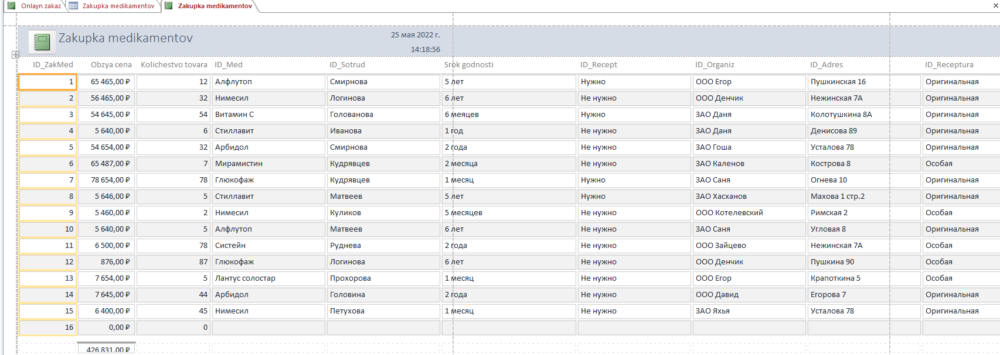 Onlayn zakaz Zakupka medikamentov Zakupka medikamentov
Zakupka medikamentov
25 мая 2022 г.
14:18:56
ID_ZakMed Obzya cena Kolichestvo tovara ID_Med ID_Sotrud Srok godnosti ID_Recept ID_Organiz ID_Adres ID_Receptura
1 65 465,00 ₽ 12 Алфлутоп Смирнова 5 лет Нужно ООО Егор Пушкинская 16 Оригинальная
2 56 465,00 ₽ 32 Нимесил Логинова 6 лет Не нужно ООО Денчик Нежинская 7А Оригинальная
3 54 645,00 ₽ 54 Витамин С Голованова 6 меяцев Нужно ЗАО Даня Колотушкина 8А Оригинальная
4 5 640,00 ₽ 6 Стиллавит Иванова 1 год Не нужно ЗАО Даня Денисова 89 Оригинальная
5 54 654,00 ₽ 32 Арбидол Смирнова 2 года Не нужно ЗАО Гоша Усталова 78 Оригинальная
6 65 487,00 ₽ 7 Мирамистин Кудрявцев 2 месяца Не нужно ЗАО Каленов Кострова 8 Особая
7 78 654,00 ₽ 78 Глюкофаж Кудрявцев 1 месяц Нужно ЗАО Саня Огнева 10 Оригинальная
8 5 646,00 ₽ 5 Стиллавит Матвеев 5 лет Нужно ЗАО Хасханов Махова 1 стр.2 Оригинальная
9 5 460,00 ₽ 2 Нимесил Куликов 5 месяцев Не нужно ООО Котелевский Римская 2 Особая
10 5 640,00 ₽ 5 Алфлутоп Матвеев 6 лет Не нужно ЗАО Саня Угловая 8 Оригинальная
11 6 500,00 ₽ 78 Систейн Руднева 2 года Не нужно ООО Зайцево Нежинская 7А Особая
12 876,00 ₽ 87 Глюкофаж Логинова 6 лет Не нужно ООО Денчик Пушкина 90 Особая
13 7 654,00 ₽ 5 Лантус солостар Прохорова 1 месяц Не нужно ООО Егор Крапоткина 5 Особая
14 7 645,00 ₽ 44 Арбидол Головина 2 года Не нужно ООО Давид Егорова 7 Оригинальная
15 6 400,00 ₽ 45 Нимесил Петухова 1 месяц Не нужно ЗАО Яхья Усталова 78 Оригинальная
16 0,00 ₽ 0
426 831,00 ₽